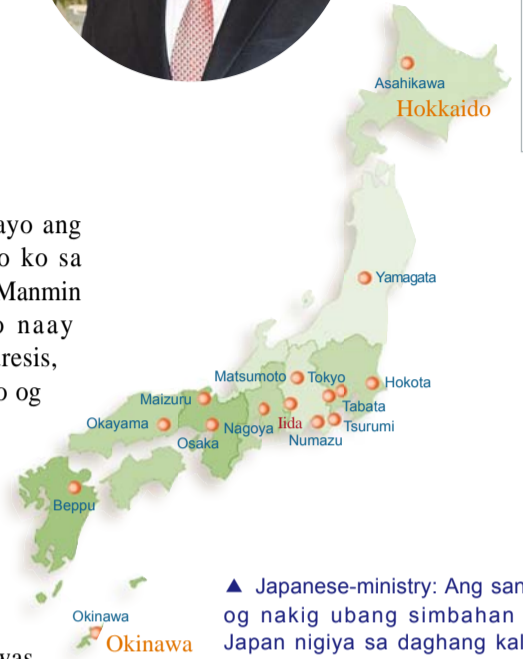 ayo ang
ko sa
Manmin
naay
resis,
og
Asahikawa
Hokkaido
Yamagata
Matsumoto
Tokyo
Hokota
Maizuru
Tabata
Okayama
Nagoya
Iida
Tsurumi
Osaka
Numazu
Beppu
Okinawa
Okinawa
▲ Japanese-ministry: Ang san
og nakig ubang simbahan
Japan nigiya sa daghang kal